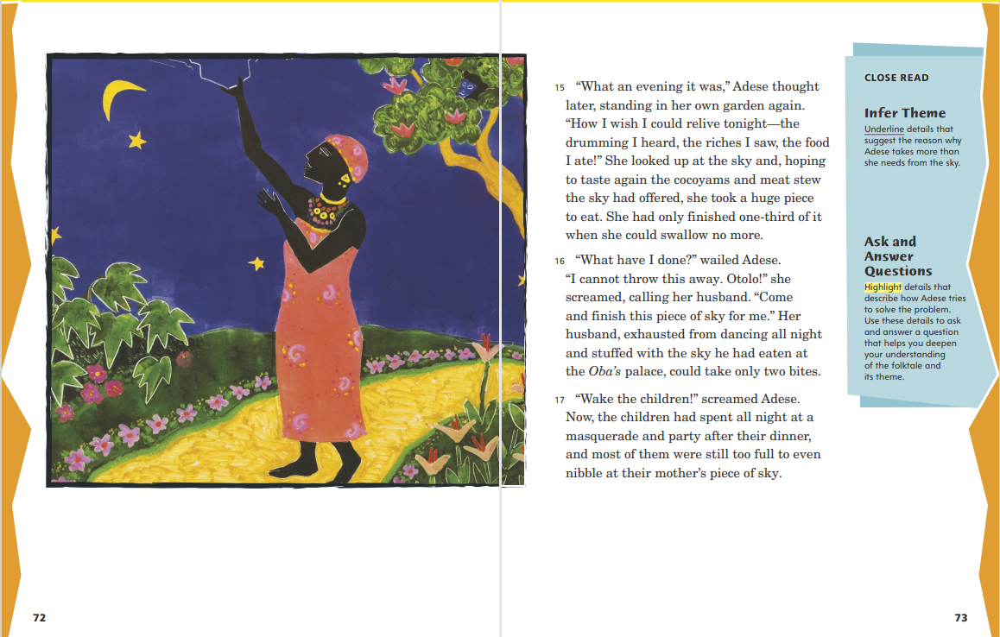 15 “What an evening it was,” Adese thought
later, standing in her own garden again.
“How I wish I could relive tonight—the
drumming I heard, the riches I saw, the food
I ate!” She looked up at the sky and, hoping
to taste again the cocoyams and meat stew
the sky had offered, she took a huge piece
to eat. She had only finished one-third of it
when she could swallow no more.
16 “What have I done?” wailed Adese.
“I cannot throw this away. Otolo!” she
screamed, calling her husband. “Come
and finish this piece of sky for me.” Her
husband, exhausted from dancing all night
and stuffed with the sky he had eaten at
the Oba’s palace, could take only two bites.
17 “Wake the children!” screamed Adese.
Now, the children had spent all night at a
masquerade and party after their dinner,
and most of them were still too full to even
nibble at their mother’s piece of sky.
CLOSE READ
Infer Theme
Underline details that
suggest the reason why
Adese takes more than
she needs from the sky.
Ask and
Answer
Questions
Highlight details that
describe how Adese tries
to solve the problem.
Use these details to ask
and answer a question
that helps you deepen
your understanding
of the folktale and
its theme.
72
73